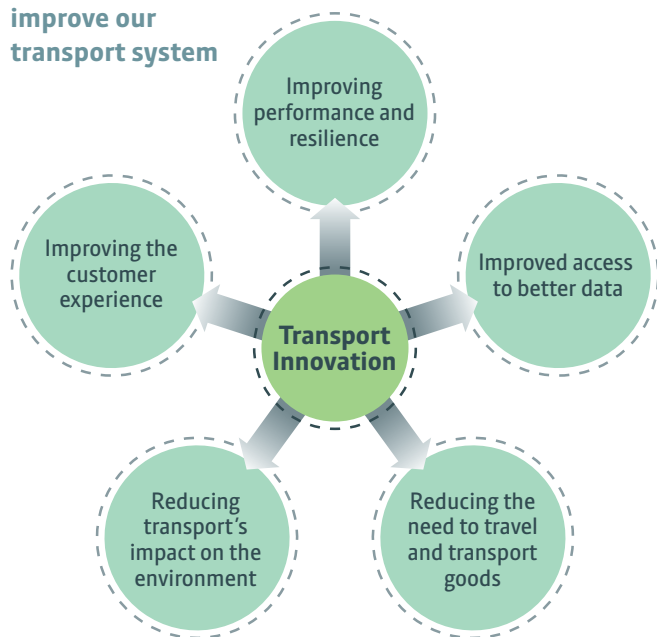 improve our
transport system
Improving
performance and
resilience
Improving the
customer
experience
Improved access
to better data
Transport
Innovation
Reducing
transport's
impact on the
environment
Reducing the
need to travel
and transport
goods